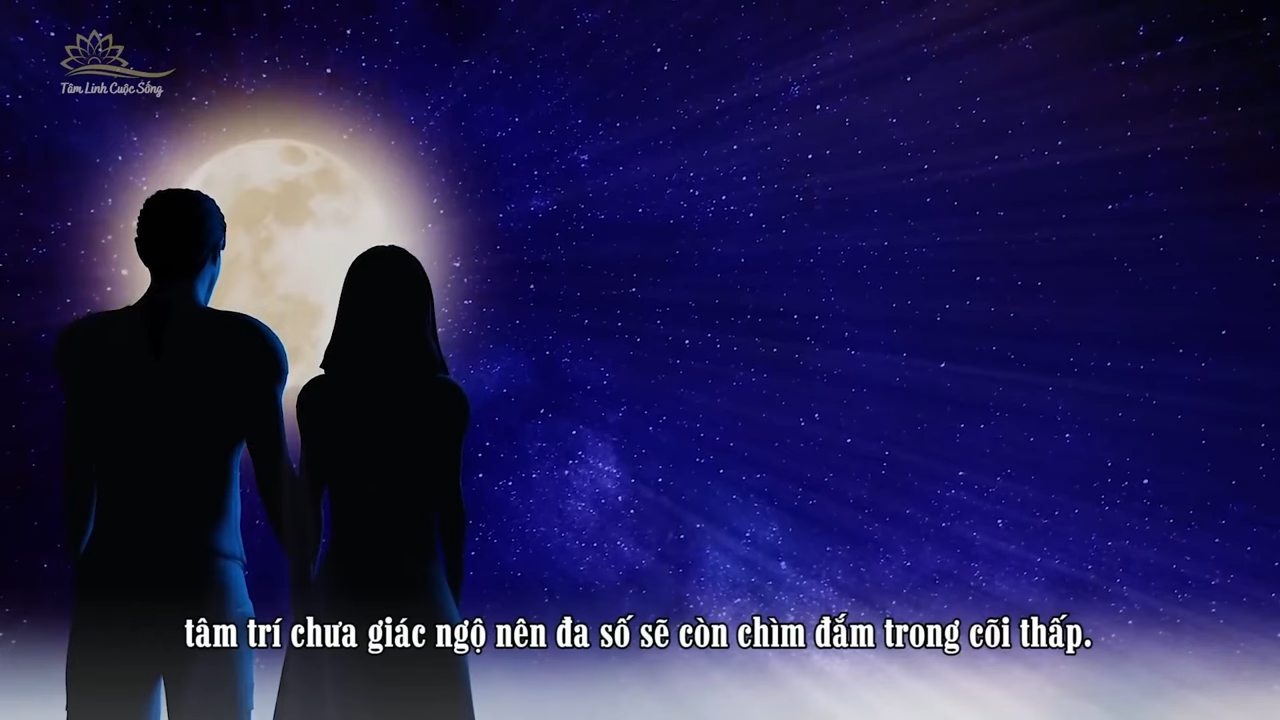 Tâm Linh Cuộc Sống
tâm trí chưa giác ngộ nên đa số sẽ còn chìm đắm trong cõi thấp.